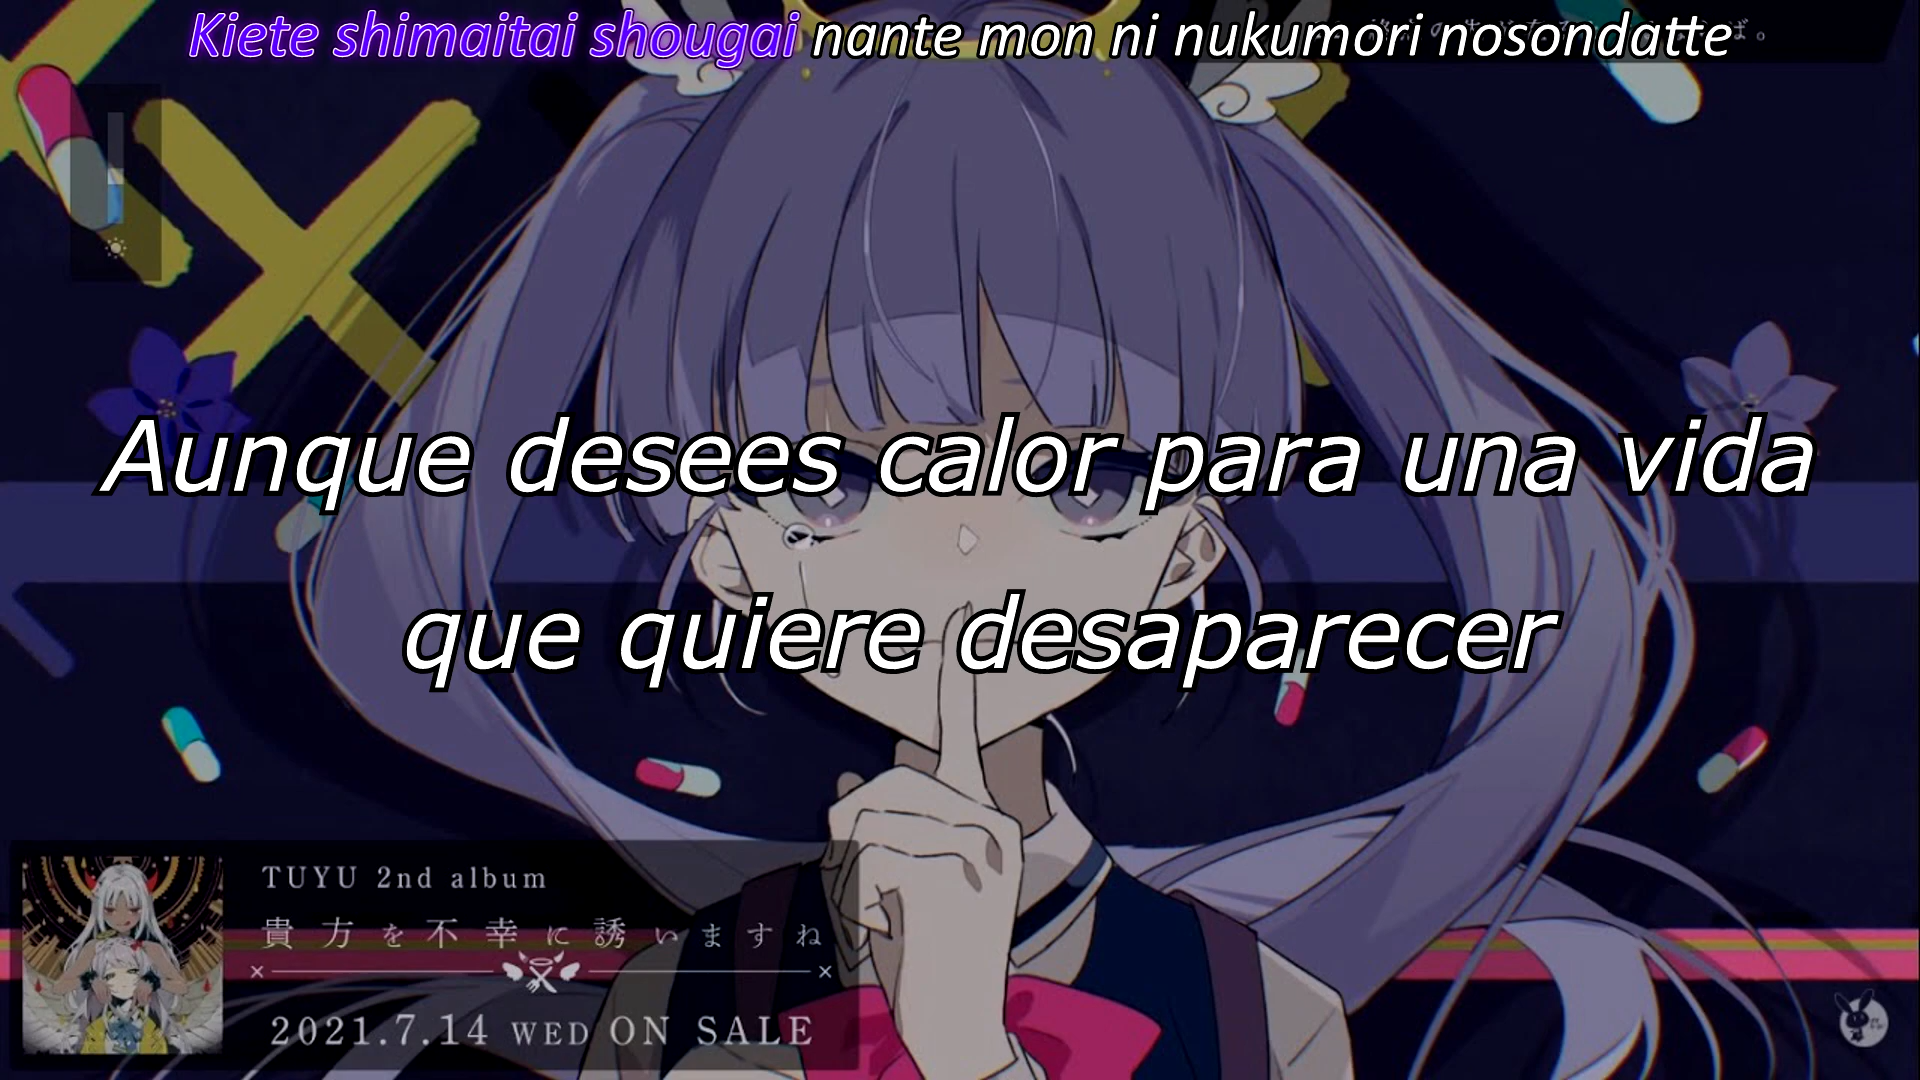 Kiete shimaitai shougai nante mon ni nukumori nosondatte
Aunque desees calor para una vida
que quiere desaparecer
TUYU 2nd album
貴方を不幸に誘いますね
2021.7.14 WED ON SALE